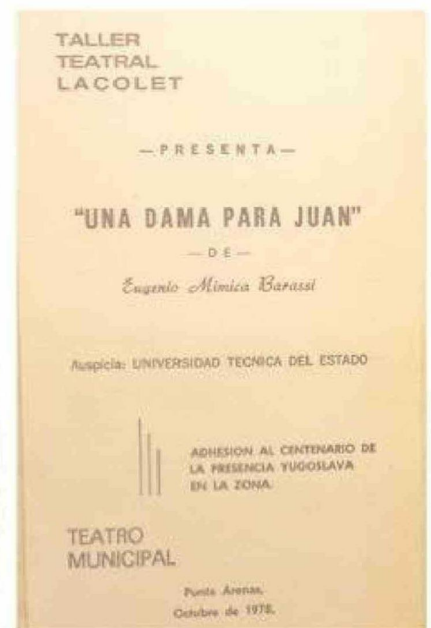 TALLER
TEATRAL
LACOLET
— PRESENTA —
"UNA DAMA PARA JUAN"
— DE —
Eugenio Mimica Barassi
Auspicia: UNIVERSIDAD TECNICA DEL ESTADO
ADHESION AL CENTENARIO DE
LA PRESENCIA YUGOSLAVA
EN LA ZONA.
TEATRO
MUNICIPAL
Punta Arenas,
Octubre de 1978.